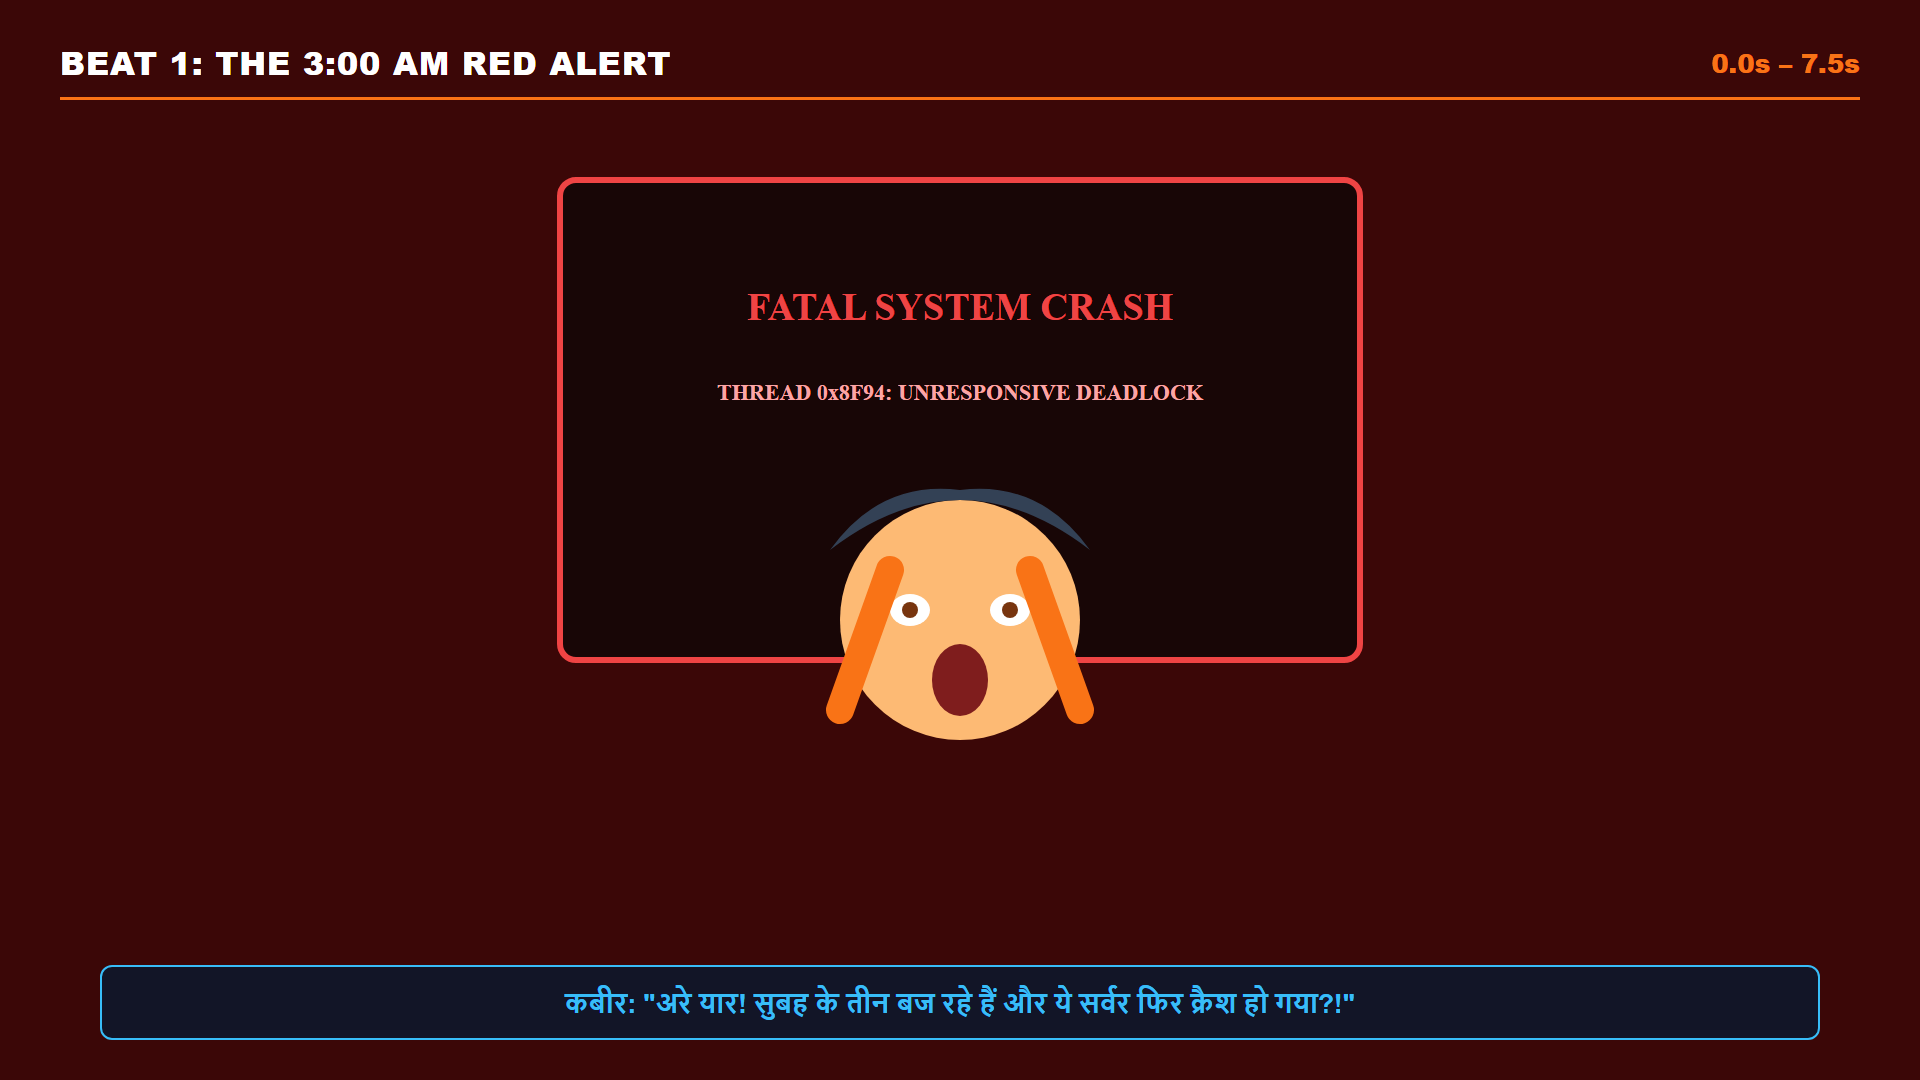 BEAT 1: THE 3:00 AM RED ALERT
0.0s – 7.5s
FATAL SYSTEM CRASH
THREAD 0x8F94: UNRESPONSIVE DEADLOCK
कबीर: "अरे यार! सुबह के तीन बज रहे हैं और ये सर्वर फिर क्रैश हो गया?!"